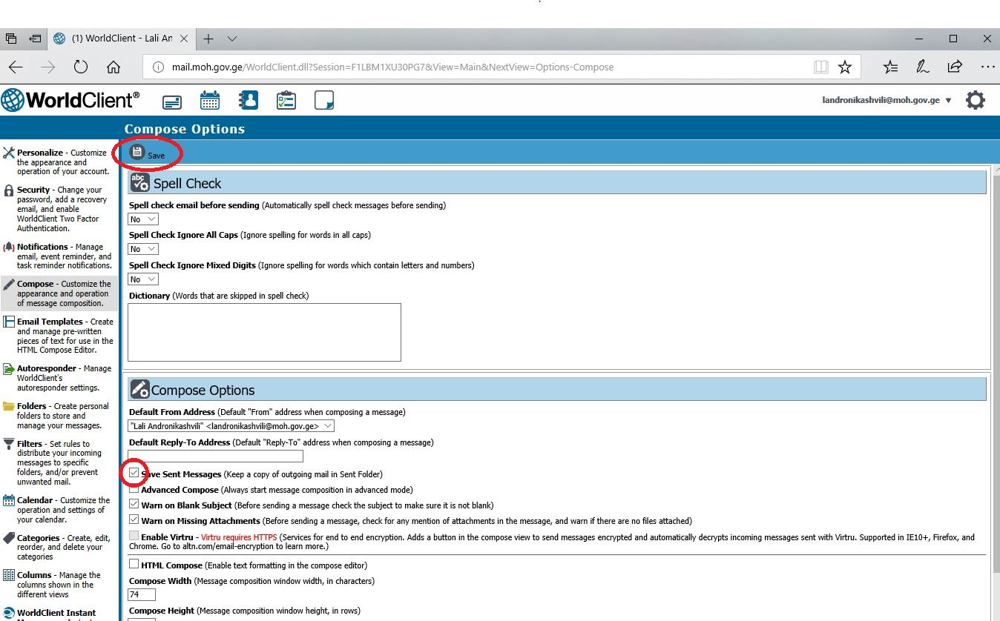 (1) WorldClient - Lali An
mail.moh.gov.ge/WorldClient.dll?Session=F1LBM1XU30PG7&View=Main&NextView=Options-Compose
WorldClient®
landronikashvili@moh.gov.ge
Compose Options
Save
Personalize - Customize
the appearance and
operation of your account.
Security - Change your
password, add a recovery
email, and enable
WorldClient Two Factor
Authentication.
Notifications - Manage
email, event reminder, and
task reminder notifications.
Compose - Customize the
appearance and operation
of message composition.
Email Templates - Create
and manage pre-written
pieces of text for use in the
HTML Compose Editor.
Autoresponder - Manage
WorldClient's
autoresponder settings.
Folders - Create personal
folders to store and
manage your messages.
Filters - Set rules to
distribute your incoming
messages to specific
folders, and/or prevent
unwanted mail.
Calendar - Customize the
operation and settings of
your calendar.
Categories - Create, edit,
reorder, and delete your
categories
Columns - Manage the
columns shown in the
different views
WorldClient Instant
abc
Spell Check
Spell check email before sending (Automatically spell check messages before sending)
No
Spell Check Ignore All Caps (Ignore spelling for words in all caps)
No
Spell Check Ignore Mixed Digits (Ignore spelling for words which contain letters and numbers)
No
Dictionary (Words that are skipped in spell check)
Compose Options
Default From Address (Default "From" address when composing a message)
"Lali Andronikashvili" <landronikashvili@moh.gov.ge>
Default Reply-To Address (Default "Reply-To" address when composing a message)
Save Sent Messages (Keep a copy of outgoing mail in Sent Folder)
Advanced Compose (Always start message composition in advanced mode)
Warn on Blank Subject (Before sending a message check the subject to make sure it is not blank)
Warn on Missing Attachments (Before sending a message, check for any mention of attachments in the message, and warn if there are no files attached)
Enable Virtru - Virtru requires HTTPS (Services for end to end encryption. Adds a button in the compose view to send messages encrypted and automatically decrypts incoming messages sent with Virtru. Supported in IE10+, Firefox, and
Chrome. Go to altn.com/email-encryption to learn more.)
HTML Compose (Enable text formatting in the compose editor)
Compose Width (Message composition window width, in characters)
74
Compose Height (Message composition window height, in rows)